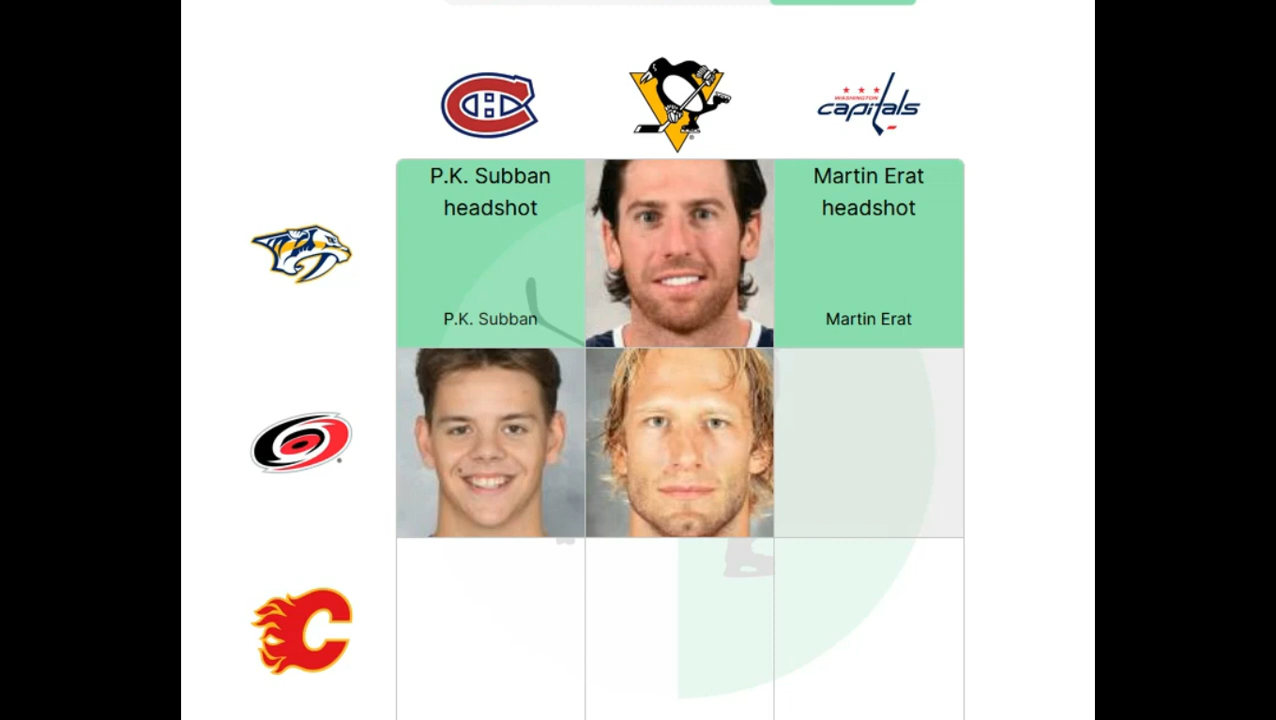 WASHINGTON
capitals
P.K. Subban
headshot
Martin Erat
headshot
P.K. Subban
Martin Erat